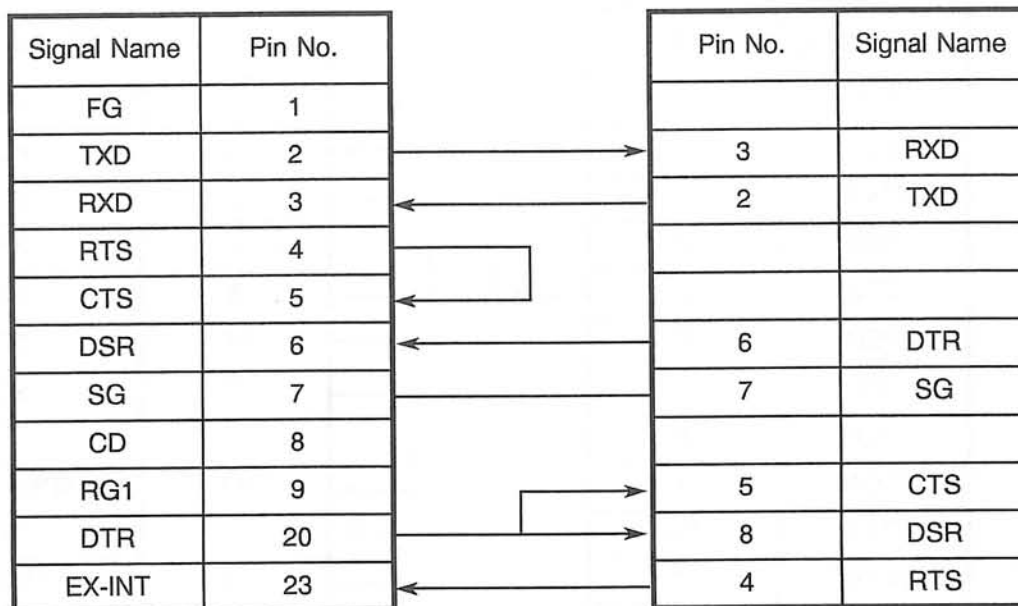 Signal Name Pin No.
FG 1
TXD 2
RXD 3
RTS 4
CTS 5
DSR 6
SG 7
CD 8
RG1 9
DTR 20
EX-INT 23
Pin No. Signal Name
3 RXD
2 TXD
6 DTR
7 SG
5 CTS
8 DSR
4 RTS